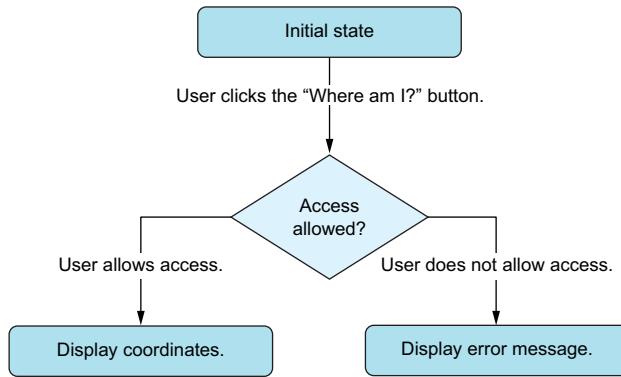 Initial state
User clicks the “Where am I?” button.
Access
allowed?
User allows access.
User does not allow access.
Display coordinates.
Display error message.